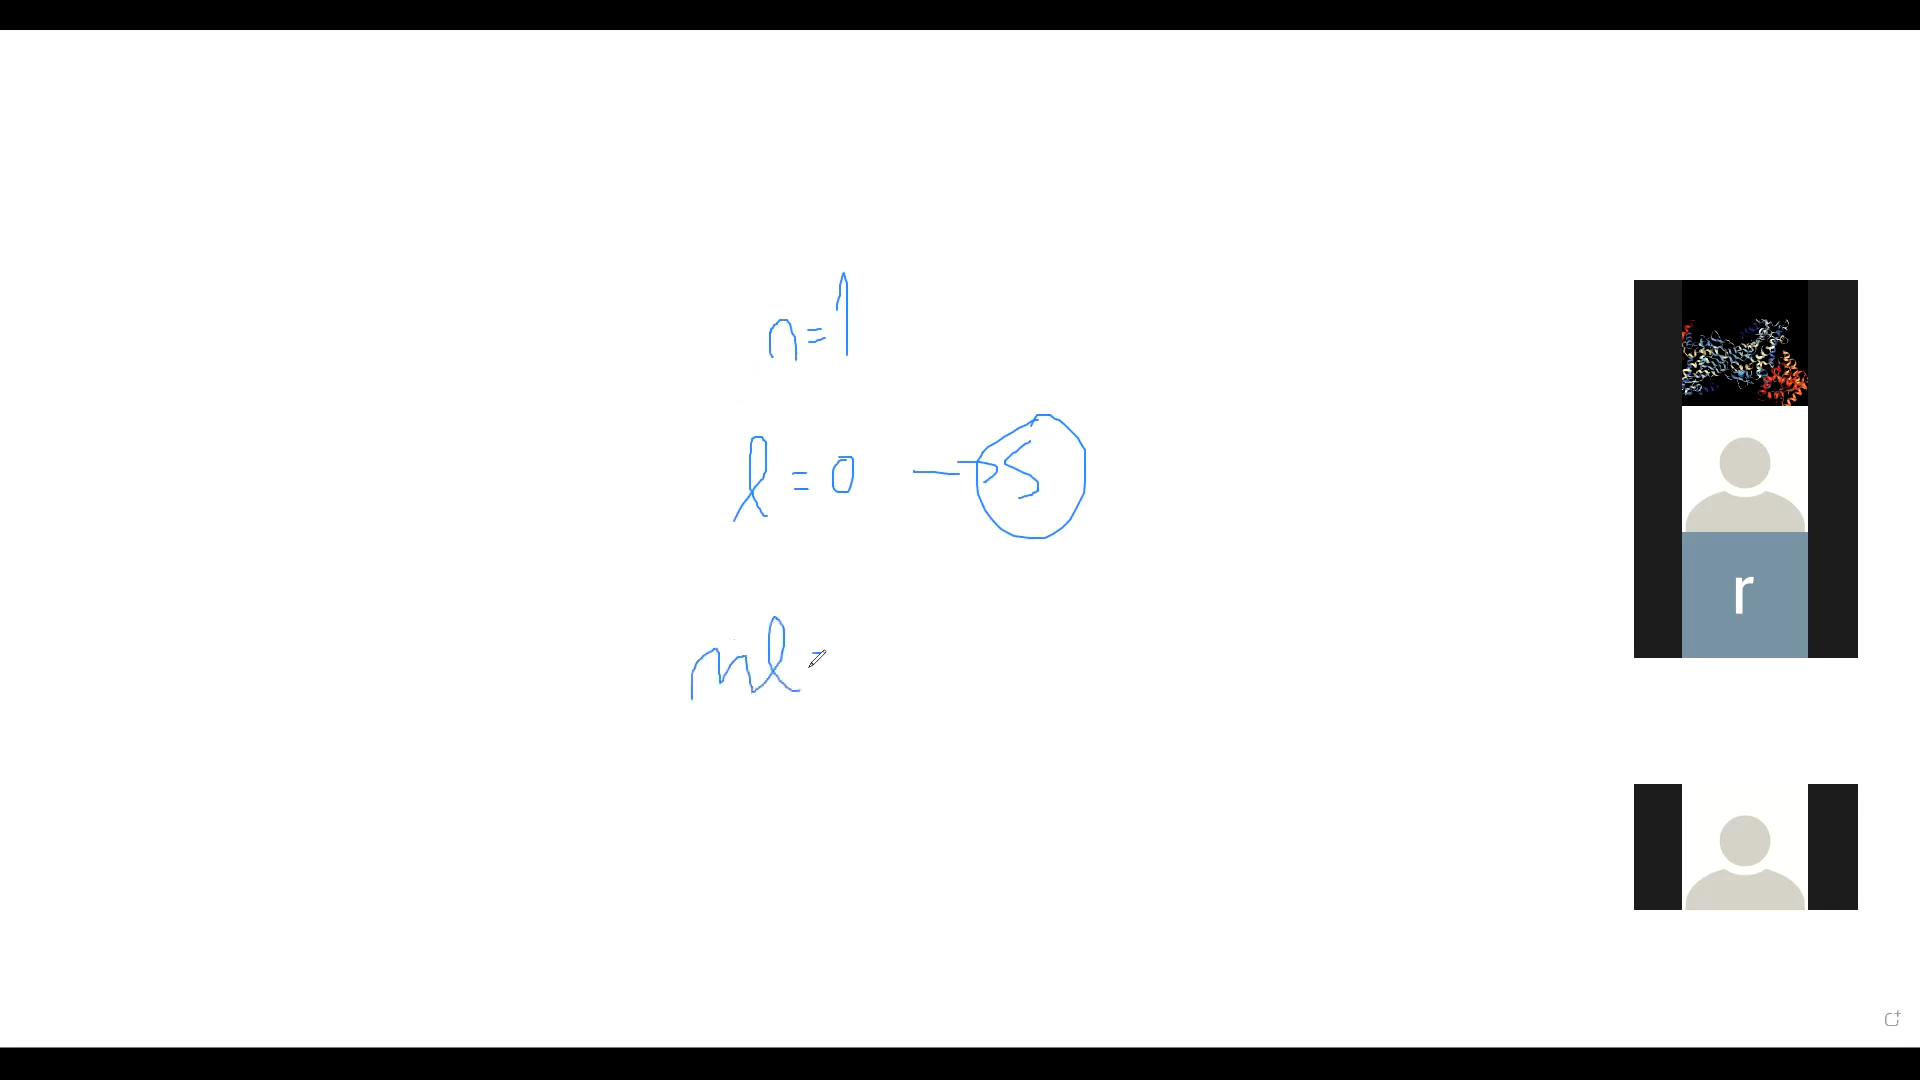 n=1
l = 0 → S
ml =
r